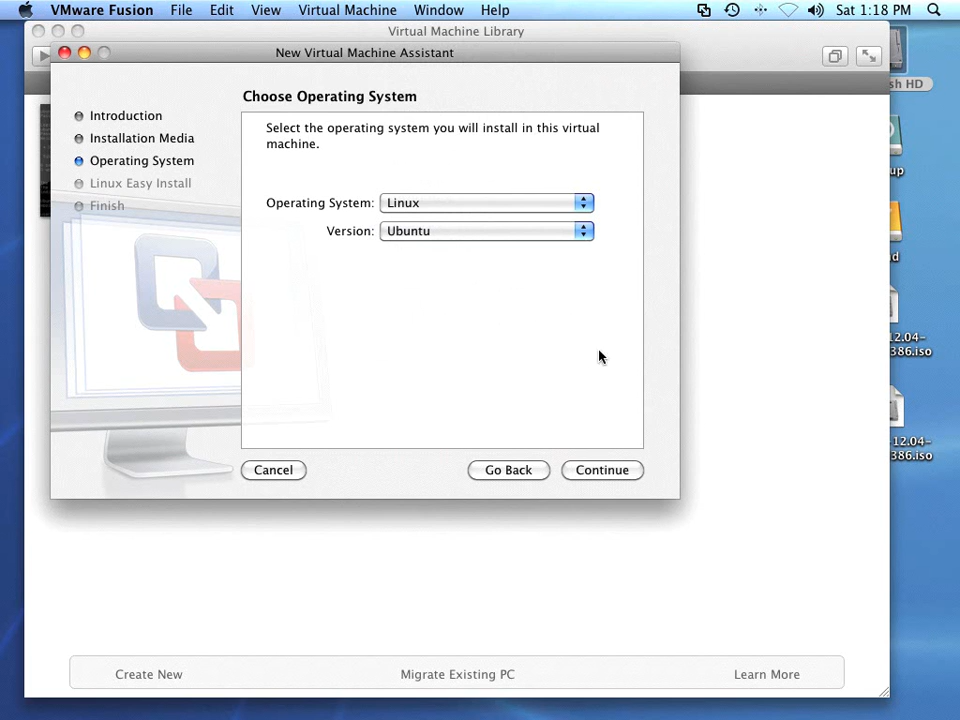 VMware Fusion File Edit View Virtual Machine Window Help Sat 1:18 PM
Virtual Machine Library
New Virtual Machine Assistant
Choose Operating System
Introduction
Installation Media
Operating System
Linux Easy Install
Finish
Select the operating system you will install in this virtual
machine.
Operating System: Linux
Version: Ubuntu
Cancel Go Back Continue
sh HD
up
d
12.04-
386.iso
12.04-
386.iso
Create New Migrate Existing PC Learn More